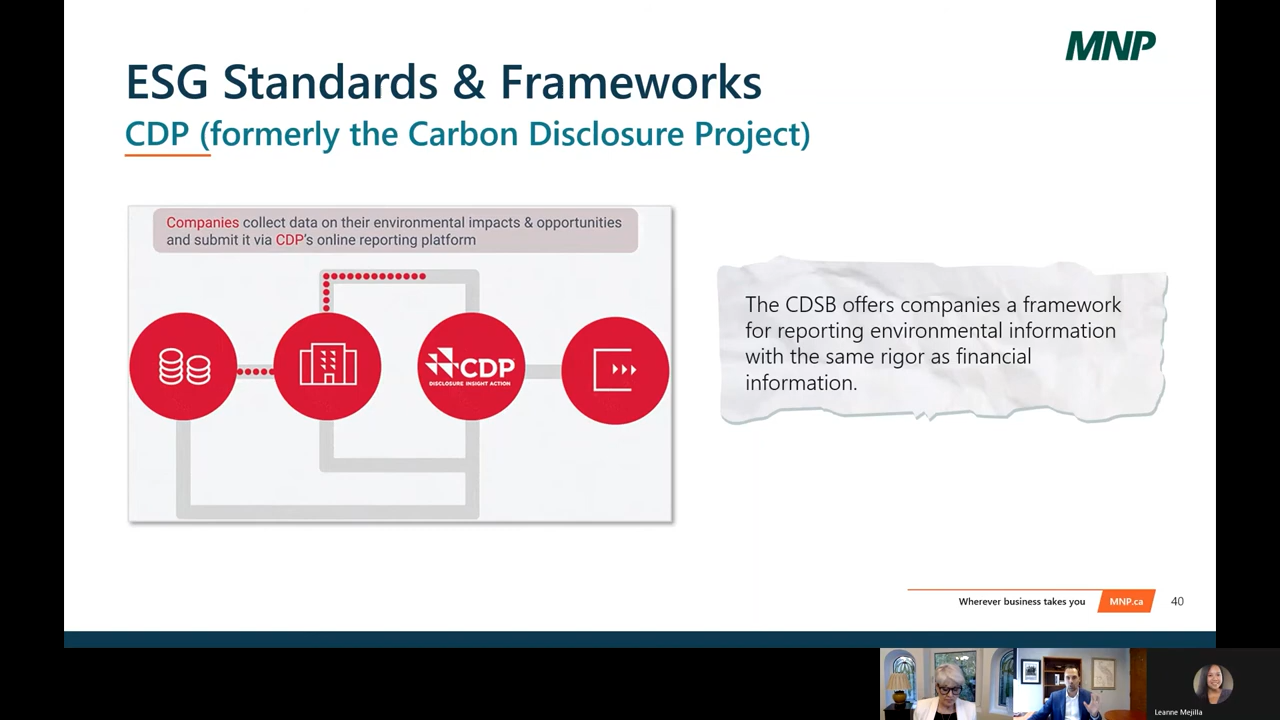 MNP
ESG Standards & Frameworks
CDP (formerly the Carbon Disclosure Project)
Companies collect data on their environmental impacts & opportunities
and submit it via CDP's online reporting platform
CDP
DISCLOSURE INSIGHT ACTION
The CDSB offers companies a framework
for reporting environmental information
with the same rigor as financial
information.
Wherever business takes you
MNP.ca
40
Leanne Mejilla